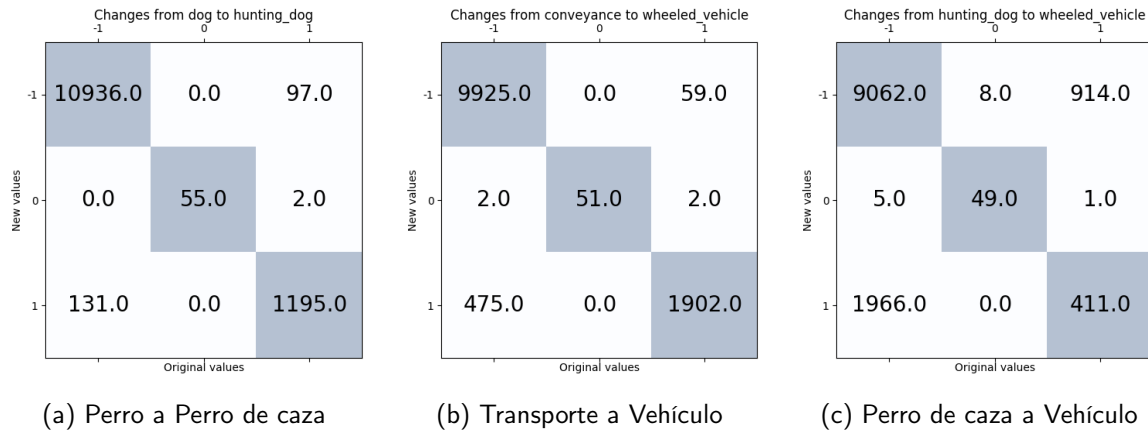 Changes from dog to hunting_dog
-1 0 1
-1 10936.0 0.0 97.0
0 0.0 55.0 2.0
1 131.0 0.0 1195.0
New values
Original values
(a) Perro a Perro de caza
Changes from conveyance to wheeled_vehicle
-1 0 1
-1 9925.0 0.0 59.0
0 2.0 51.0 2.0
1 475.0 0.0 1902.0
New values
Original values
(b) Transporte a Vehículo
Changes from hunting_dog to wheeled_vehicle
-1 0 1
-1 9062.0 8.0 914.0
0 5.0 49.0 1.0
1 1966.0 0.0 411.0
New values
Original values
(c) Perro de caza a Vehículo